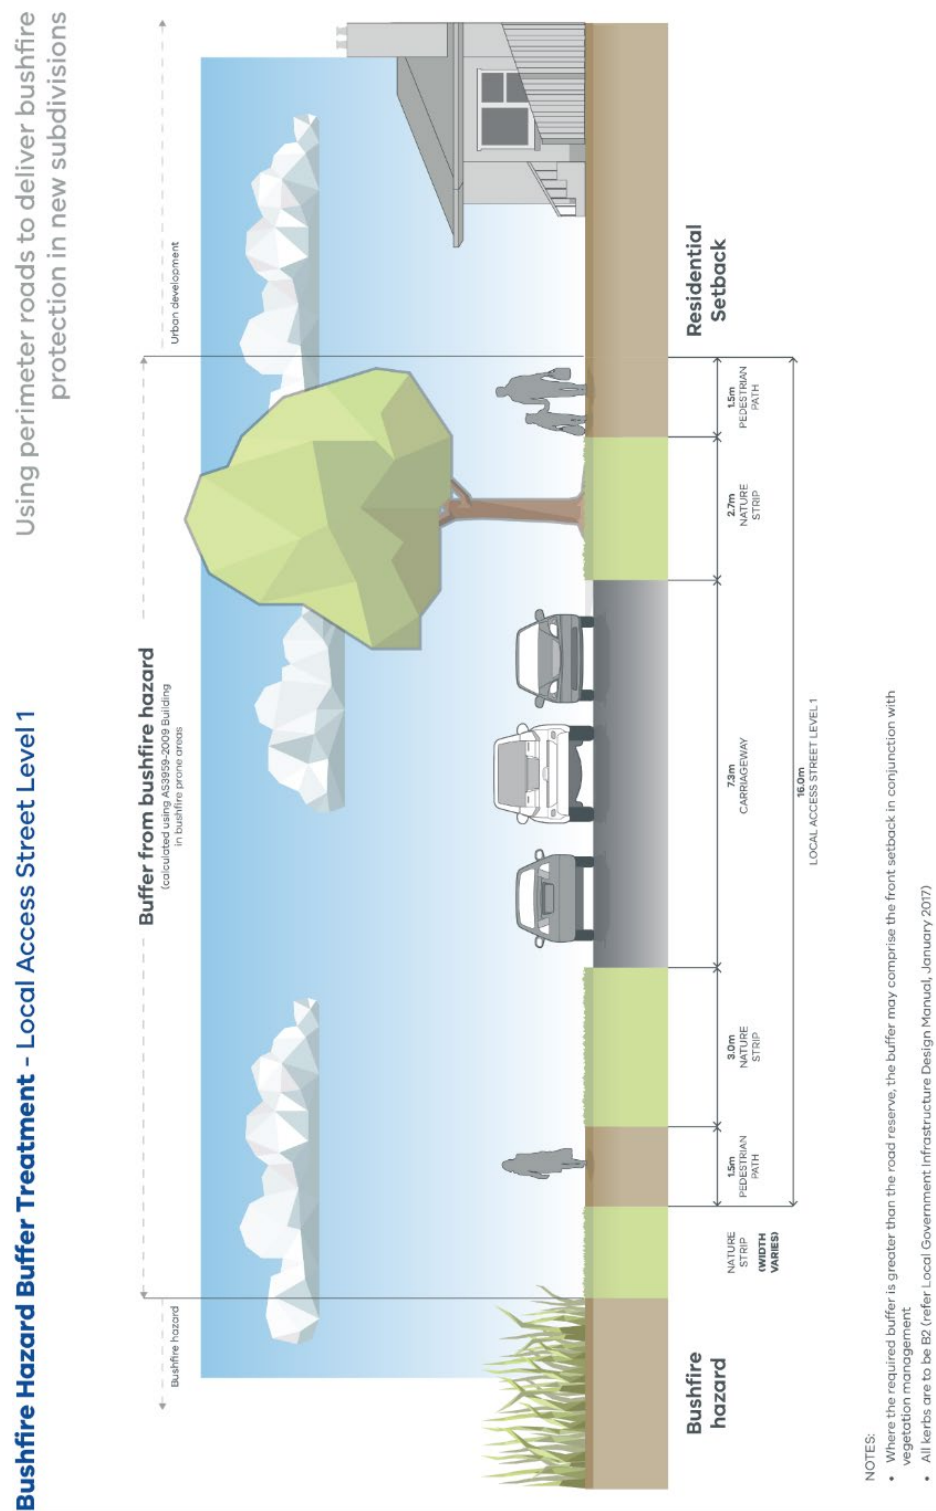 Bushfire Hazard Buffer Treatment - Local Access Street Level 1
Using perimeter roads to deliver bushfire
protection in new subdivisions
Bushfire hazard
Buffer from bushfire hazard
(calculated using AS3959-2009 Building
in bushfire prone areas
Urban development
Bushfire
hazard
NATURE
STRIP
(WIDTH
VARIES)
1.5m
PEDESTRIAN
PATH
3.0m
NATURE
STRIP
7.3m
CARRIAGEWAY
2.7m
NATURE
STRIP
1.5m
PEDESTRIAN
PATH
Residential
Setback
16.0m
LOCAL ACCESS STREET LEVEL 1
NOTES:
• Where the required buffer is greater than the road reserve, the buffer may comprise the front setback in conjunction with
vegetation management
• All kerbs are to be B2 (refer Local Government Infrastructure Design Manual, January 2017)